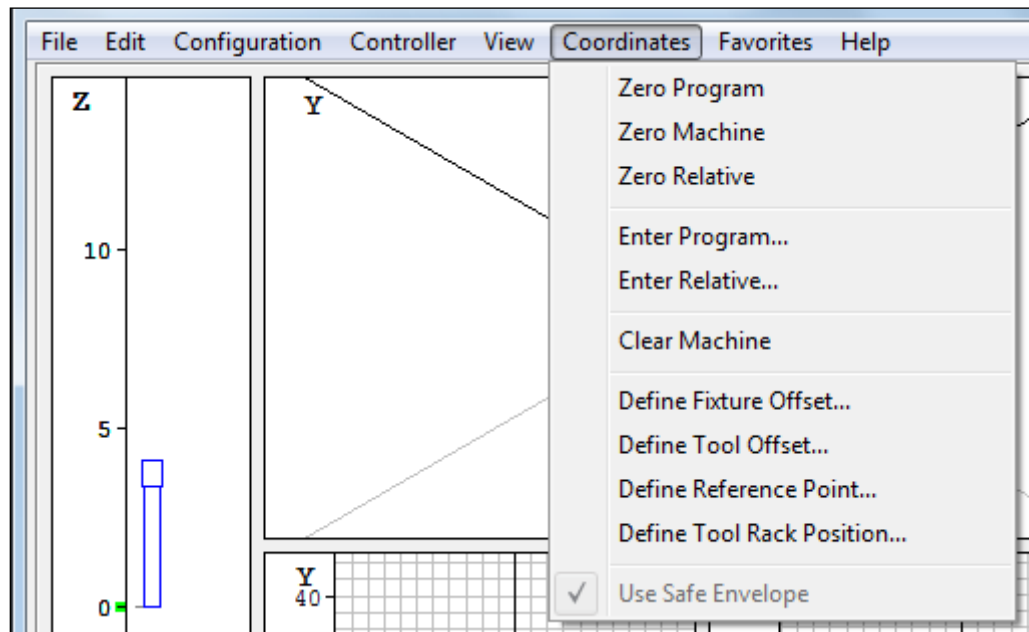 File Edit Configuration Controller View Coordinates Favorites Help
Z
10
5
0
Y
Y
40
Zero Program
Zero Machine
Zero Relative
Enter Program...
Enter Relative...
Clear Machine
Define Fixture Offset...
Define Tool Offset...
Define Reference Point...
Define Tool Rack Position...
Use Safe Envelope